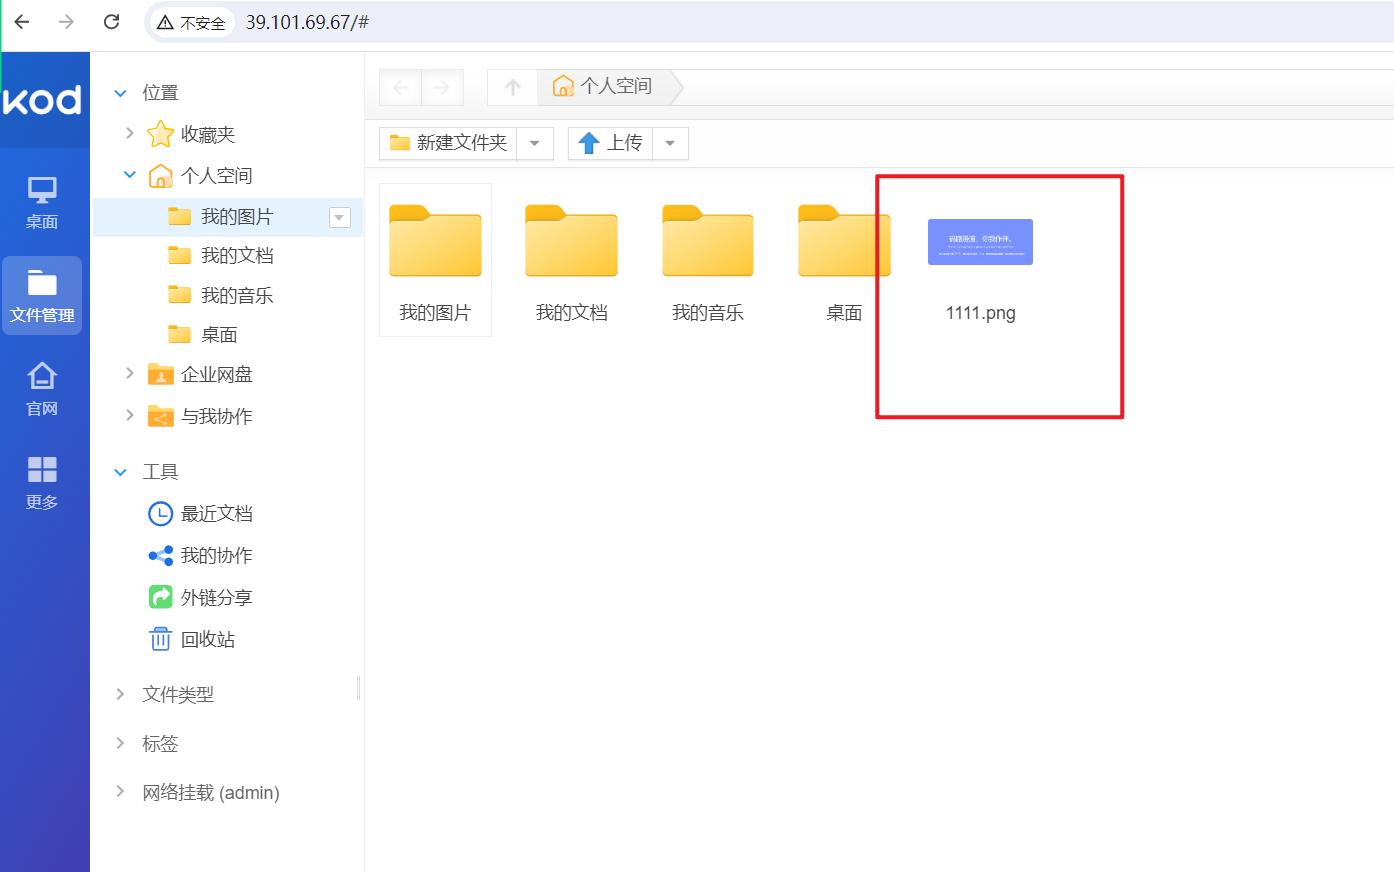 不安全 39.101.69.67/#
kod
桌面
文件管理
官网
更多
位置
收藏夹
个人空间
我的图片
我的文档
我的音乐
桌面
企业网盘
与我协作
工具
最近文档
我的协作
外链分享
回收站
文件类型
标签
网络挂载 (admin)
个人空间
新建文件夹 上传
我的图片 我的文档 我的音乐 桌面 1111.png